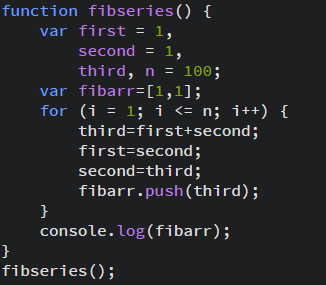 function fibseries() {
    var first = 1,
        second = 1,
        third, n = 100;
    var fibarr=[1,1];
    for (i = 1; i <= n; i++) {
        third=first+second;
        first=second;
        second=third;
        fibarr.push(third);
    }
    console.log(fibarr);
}
fibseries();